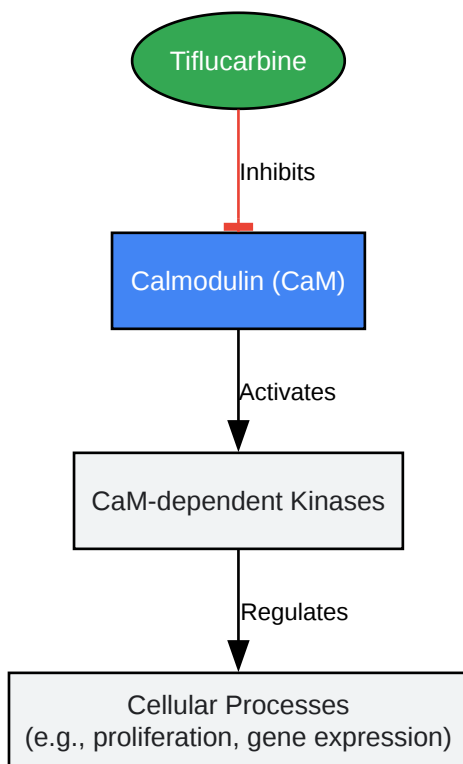 Tiflucarbine
Inhibits
Calmodulin (CaM)
Activates
CaM-dependent Kinases
Regulates
Cellular Processes
(e.g., proliferation, gene expression)